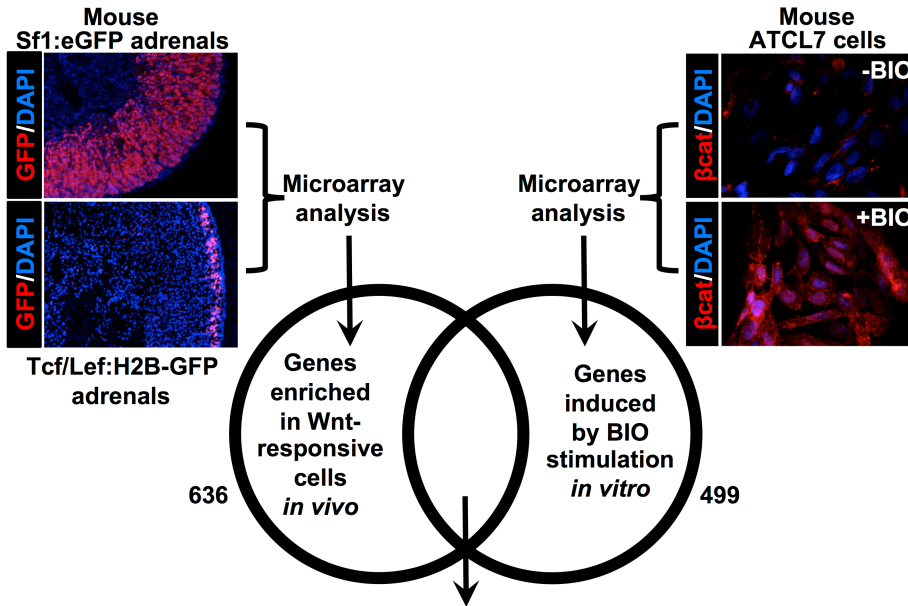 Mouse
Sf1:eGFP adrenals
GFP/DAPI
GFP/DAPI
Tcf/Lef:H2B-GFP
adrenals
Microarray
analysis
Mouse
ATCL7 cells
-BIO
βcat/DAPI
+BIO
βcat/DAPI
Microarray
analysis
Genes
enriched
in Wnt-
responsive
cells
in vivo
636
Genes
induced
by BIO
stimulation
in vitro
499